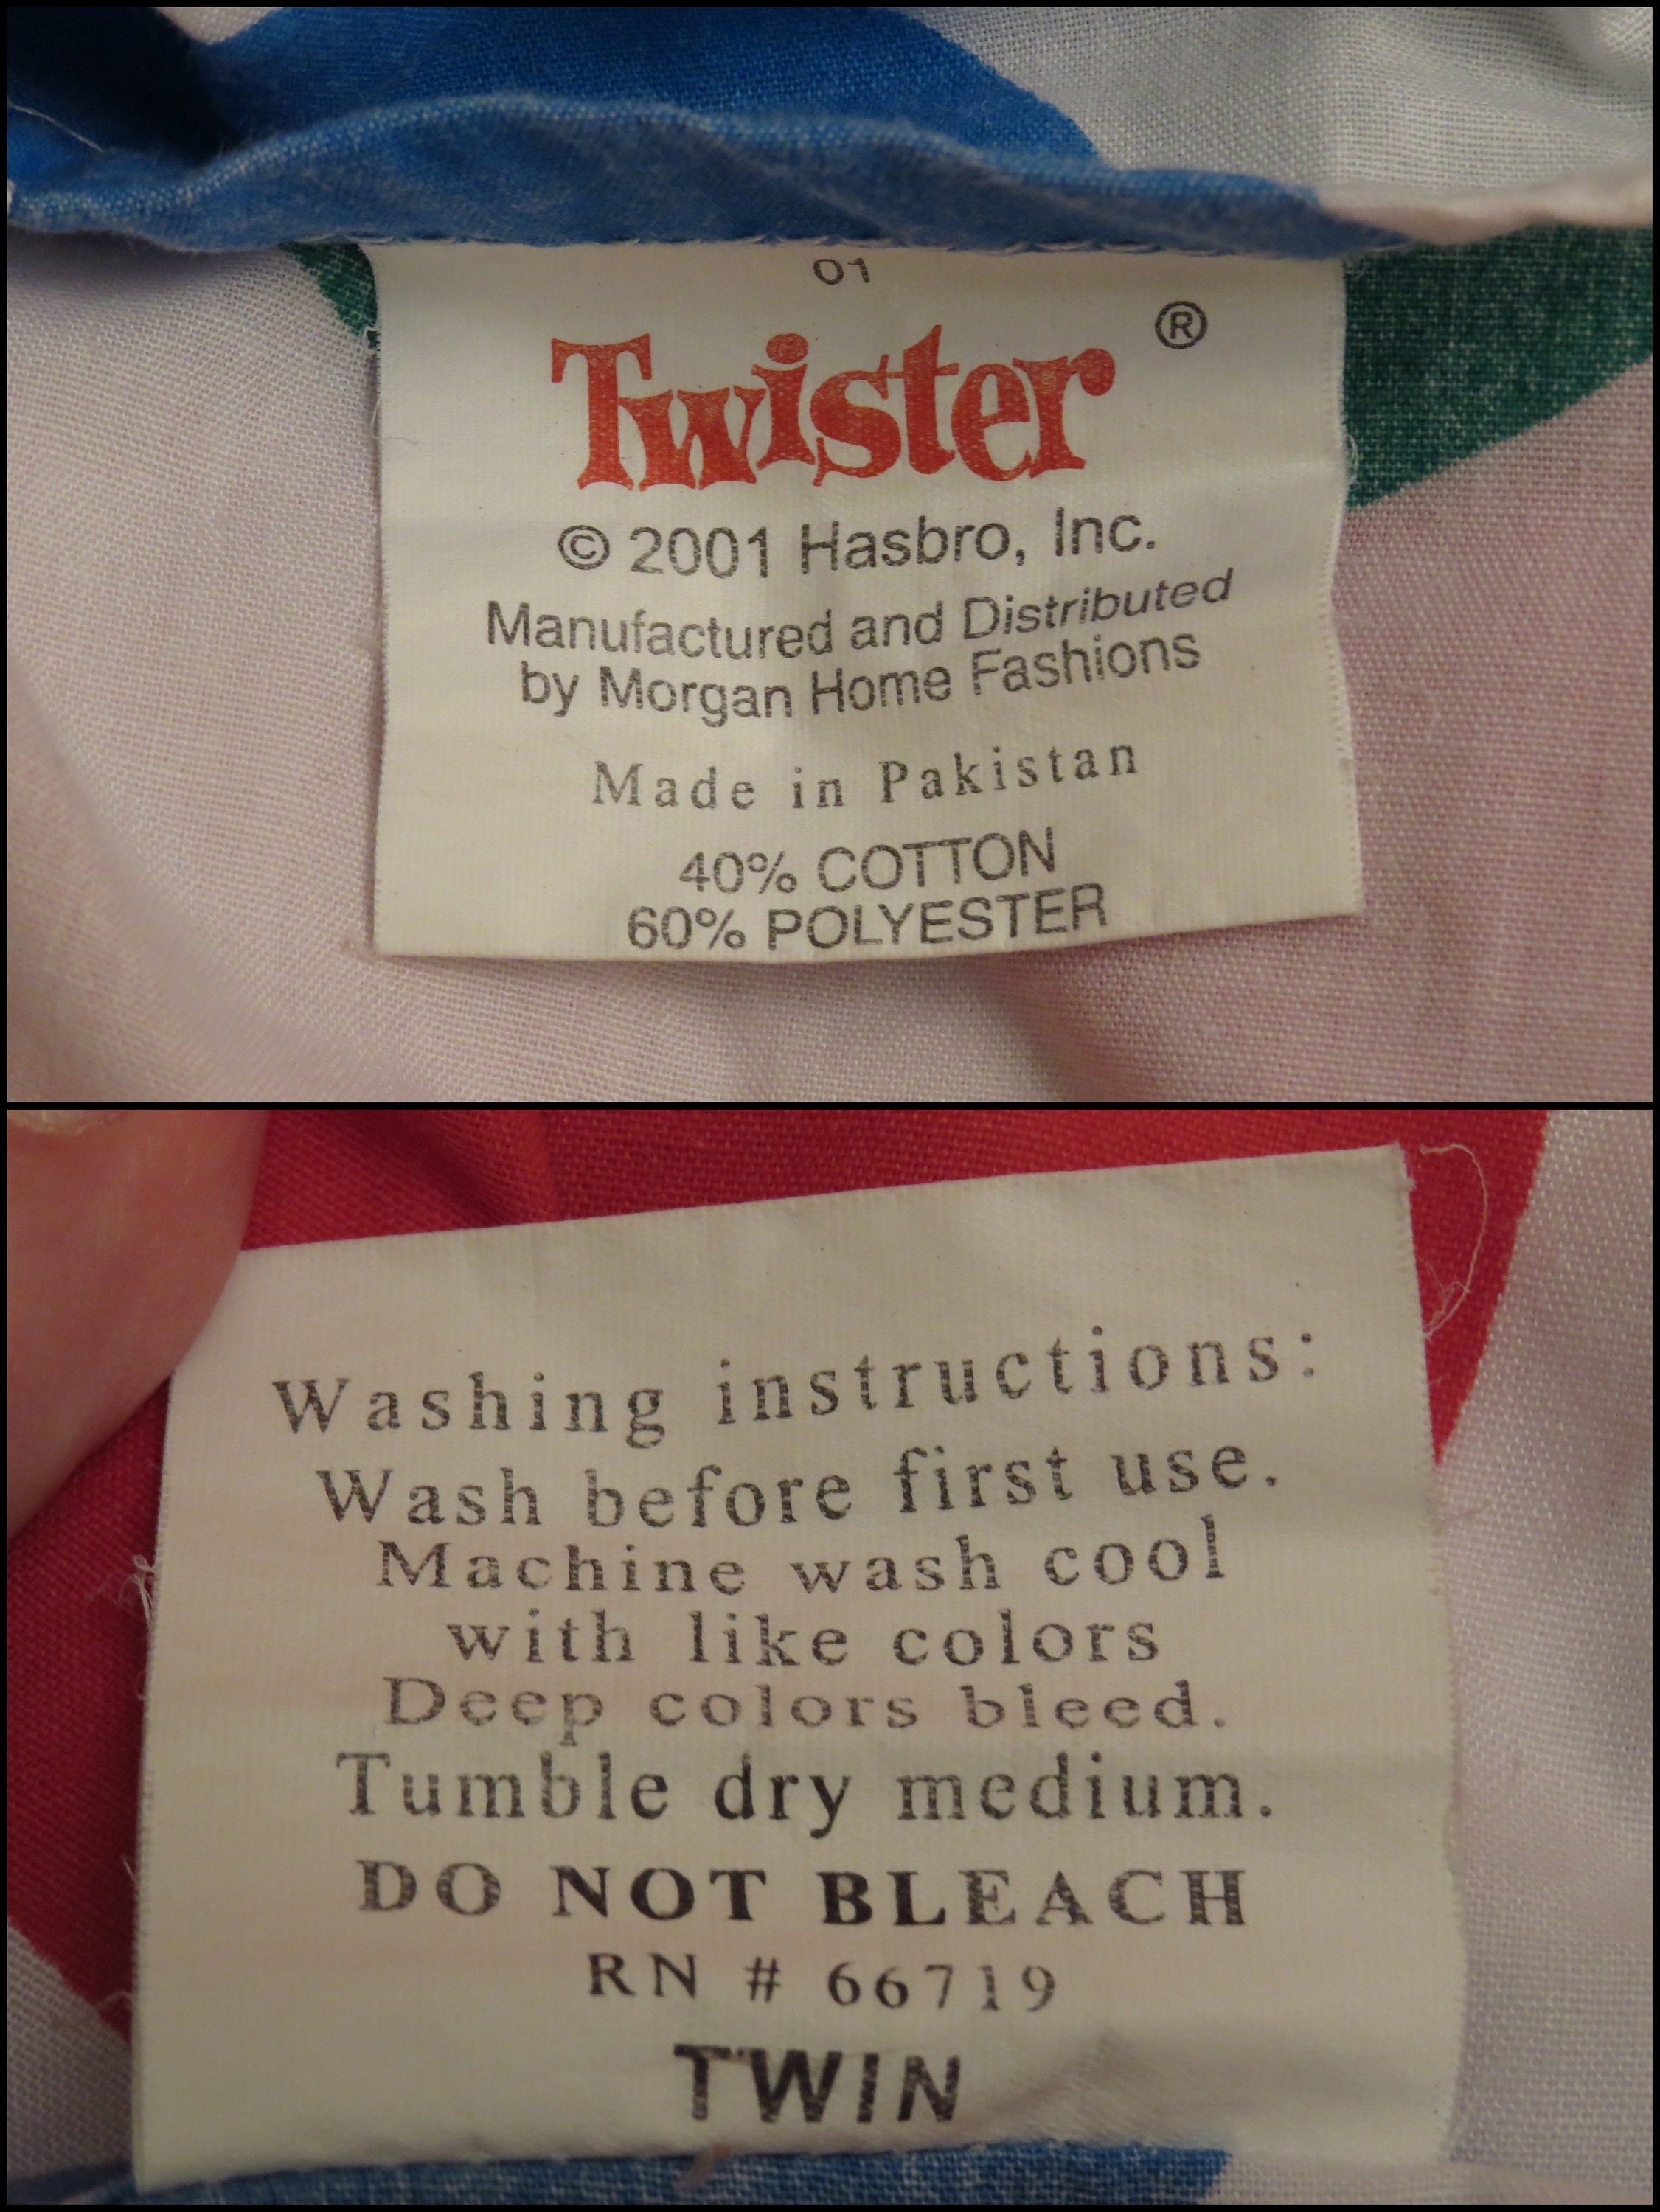 01
Twister ®
© 2001 Hasbro, Inc.
Manufactured and Distributed
by Morgan Home Fashions
Made in Pakistan
40% COTTON
60% POLYESTER
Washing instructions:
Wash before first use.
Machine wash cool
with like colors
Deep colors bleed.
Tumble dry medium.
DO NOT BLEACH
RN # 66719
TWIN